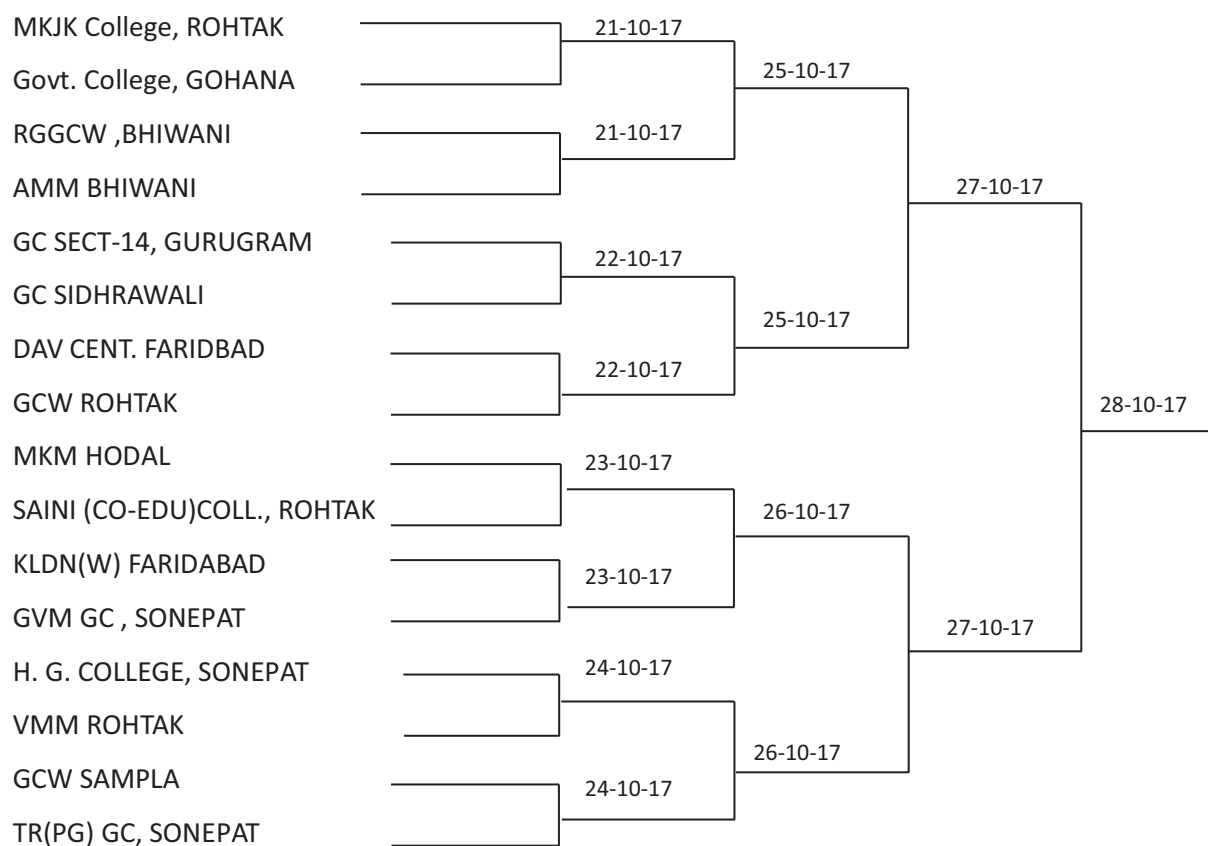 MKJK College, ROHTAK
21-10-17
Govt. College, GOHANA
25-10-17
RGGCW ,BHIWANI
21-10-17
AMM BHIWANI
27-10-17
GC SECT-14, GURUGRAM
22-10-17
GC SIDHRAWALI
25-10-17
DAV CENT. FARIDBAD
22-10-17
GCW ROHTAK
28-10-17
MKM HODAL
23-10-17
SAINI (CO-EDU)COLL., ROHTAK
26-10-17
KLDN(W) FARIDABAD
23-10-17
GVM GC , SONEPAT
27-10-17
H. G. COLLEGE, SONEPAT
24-10-17
VMM ROHTAK
26-10-17
GCW SAMPLA
24-10-17
TR(PG) GC, SONEPAT